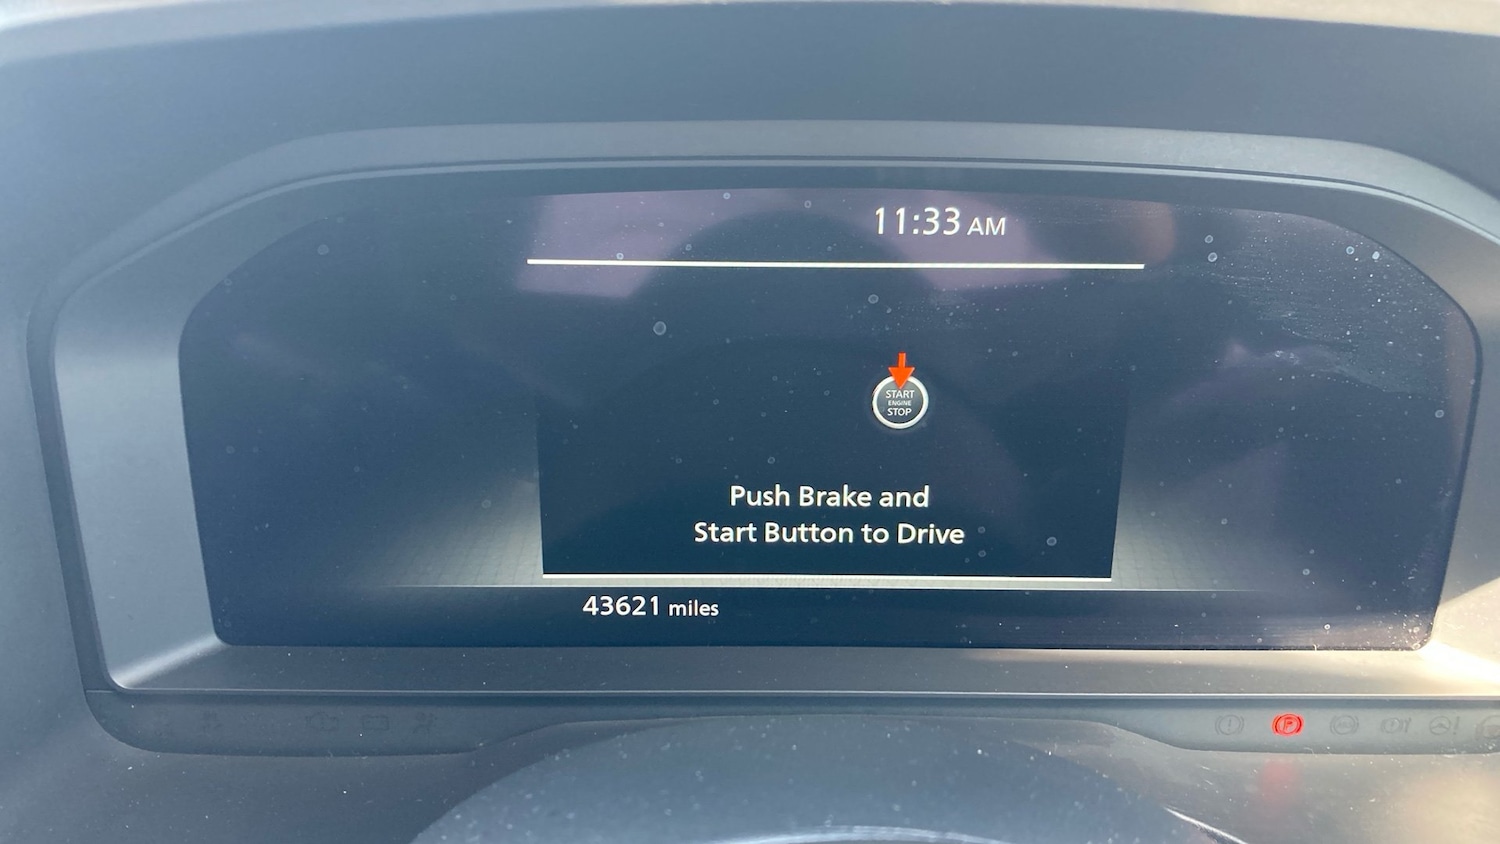 11:33 AM
START
ENGINE
STOP
Push Brake and
Start Button to Drive
43621 miles